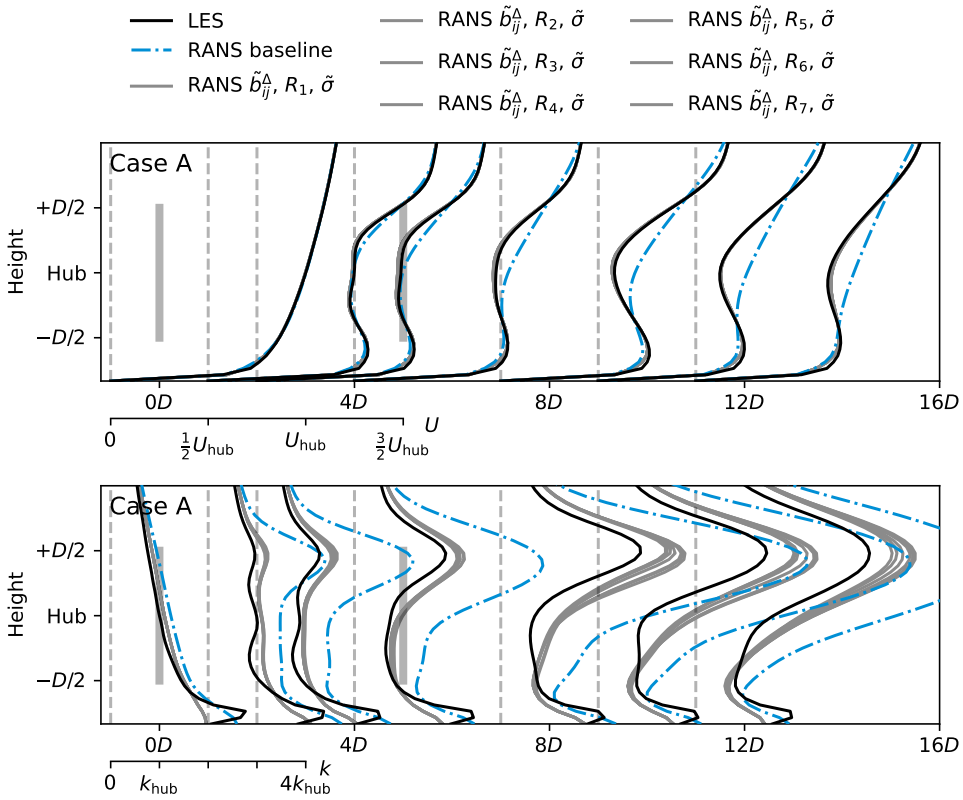 LES
RANS baseline
RANS b̃ᵢⱼ^Δ, R₁, σ̃
RANS b̃ᵢⱼ^Δ, R₂, σ̃
RANS b̃ᵢⱼ^Δ, R₃, σ̃
RANS b̃ᵢⱼ^Δ, R₄, σ̃
RANS b̃ᵢⱼ^Δ, R₅, σ̃
RANS b̃ᵢⱼ^Δ, R₆, σ̃
RANS b̃ᵢⱼ^Δ, R₇, σ̃
Case A
+D/2
Hub
−D/2
Height
0D 4D 8D 12D 16D
0 ½U_hub U_hub 3/2 U_hub U
Case A
+D/2
Hub
−D/2
Height
0D 4D 8D 12D 16D
0 k_hub 4k_hub k